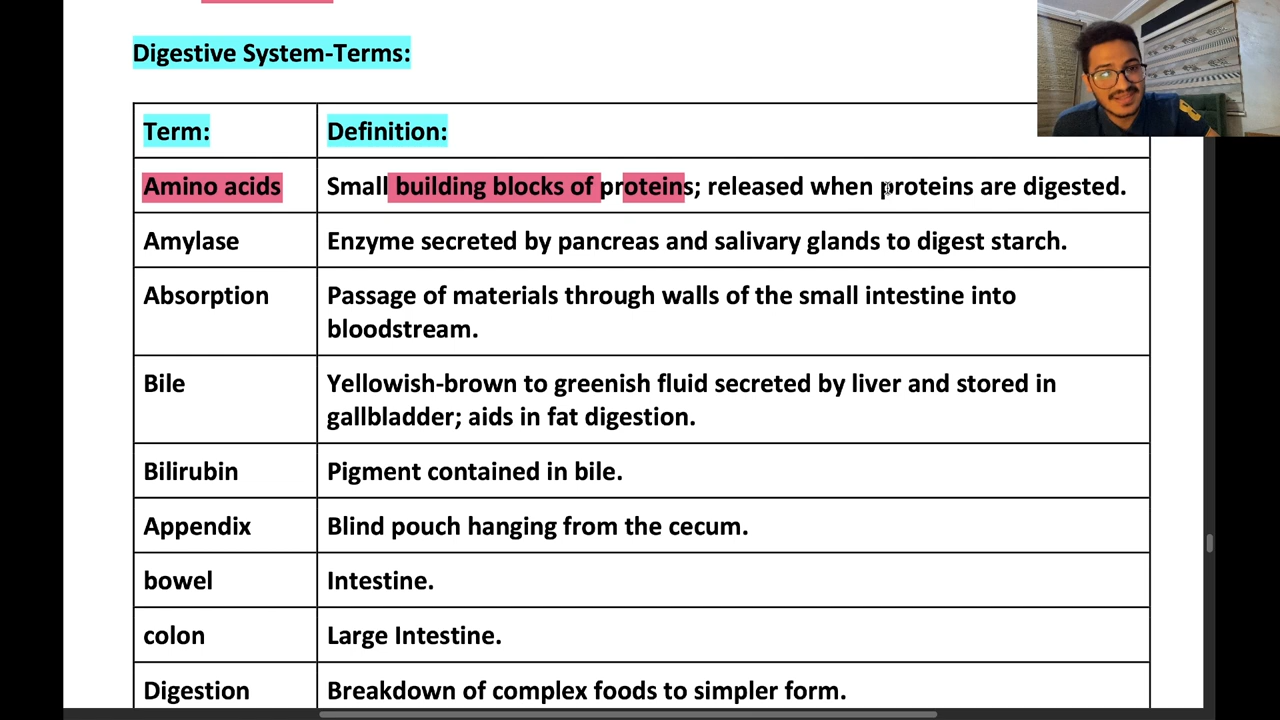 Digestive System-Terms:
Term: Definition:
Amino acids Small building blocks of proteins; released when proteins are digested.
Amylase Enzyme secreted by pancreas and salivary glands to digest starch.
Absorption Passage of materials through walls of the small intestine into
bloodstream.
Bile Yellowish-brown to greenish fluid secreted by liver and stored in
gallbladder; aids in fat digestion.
Bilirubin Pigment contained in bile.
Appendix Blind pouch hanging from the cecum.
bowel Intestine.
colon Large Intestine.
Digestion Breakdown of complex foods to simpler form.